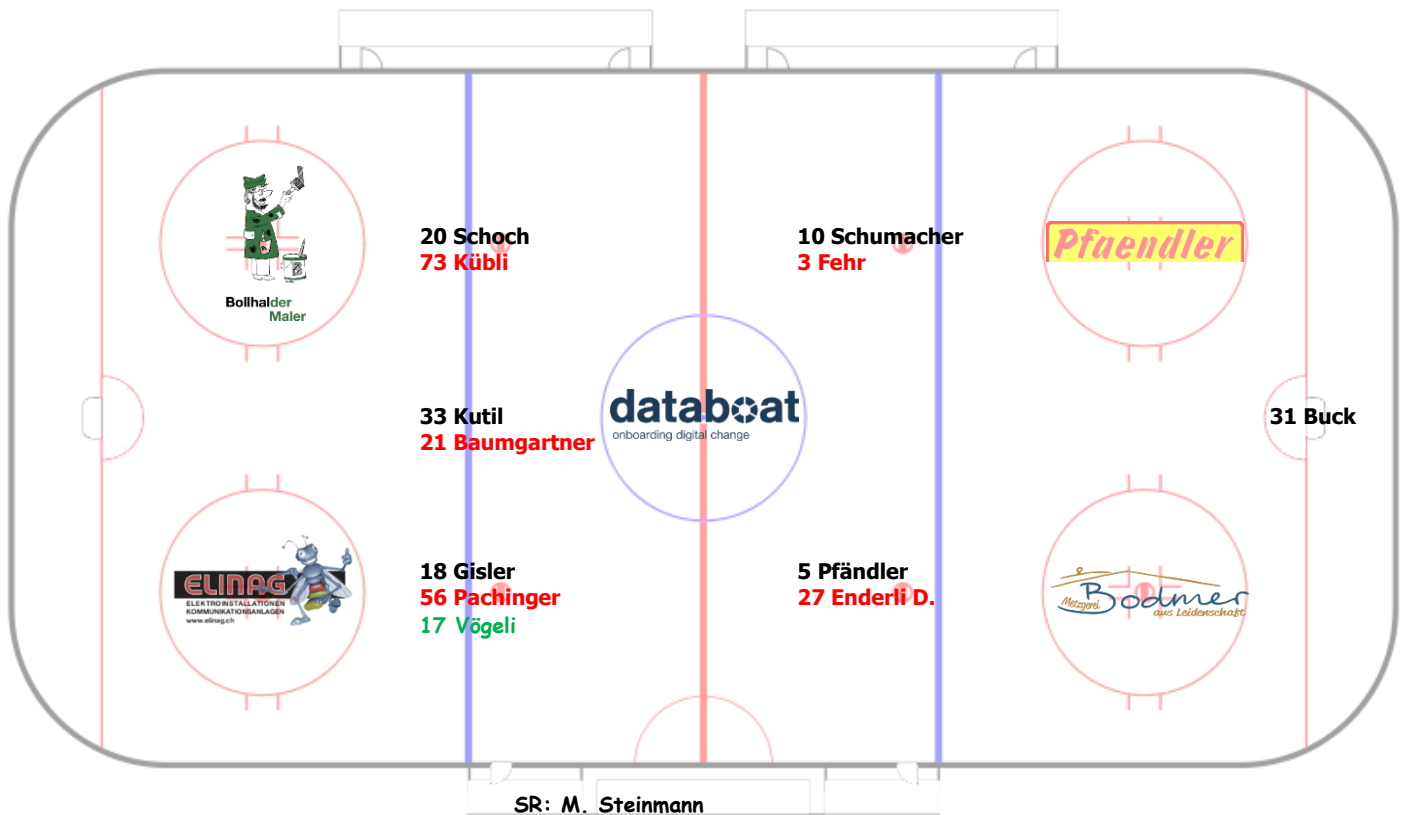 20 Schoch
73 Kübli
10 Schumacher
3 Fehr
Pfaendler
Bollhalder
Maler
33 Kutil
21 Baumgartner
databoat
onboarding digital change
31 Buck
ELINAG
ELEKTROINSTALLATIONEN
KOMMUNIKATIONSANLAGEN
www.elinag.ch
18 Gisler
56 Pachinger
17 Vögeli
5 Pfändler
27 Enderli D.
Metzgerei
Bodmer
aus Leidenschaft
SR: M. Steinmann